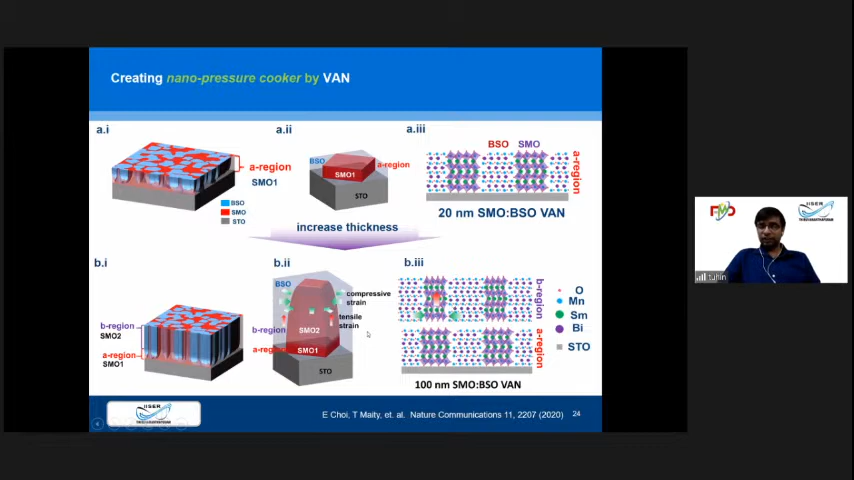 Creating nano-pressure cooker by VAN
a.i
a.ii
a.iii
a-region
SMO1
BSO
SMO
STO
BSO
a-region
SMO1
STO
BSO SMO
a-region
20 nm SMO:BSO VAN
increase thickness
b.i
b.ii
b.iii
b-region
SMO2
a-region
SMO1
BSO
compressive
strain
tensile
strain
b-region
SMO2
a-region
SMO1
STO
b-region
a-region
O
Mn
Sm
Bi
STO
100 nm SMO:BSO VAN
IISER
E Choi, T Maity, et. al. Nature Communications 11, 2207 (2020) 24
IISER
tuhin